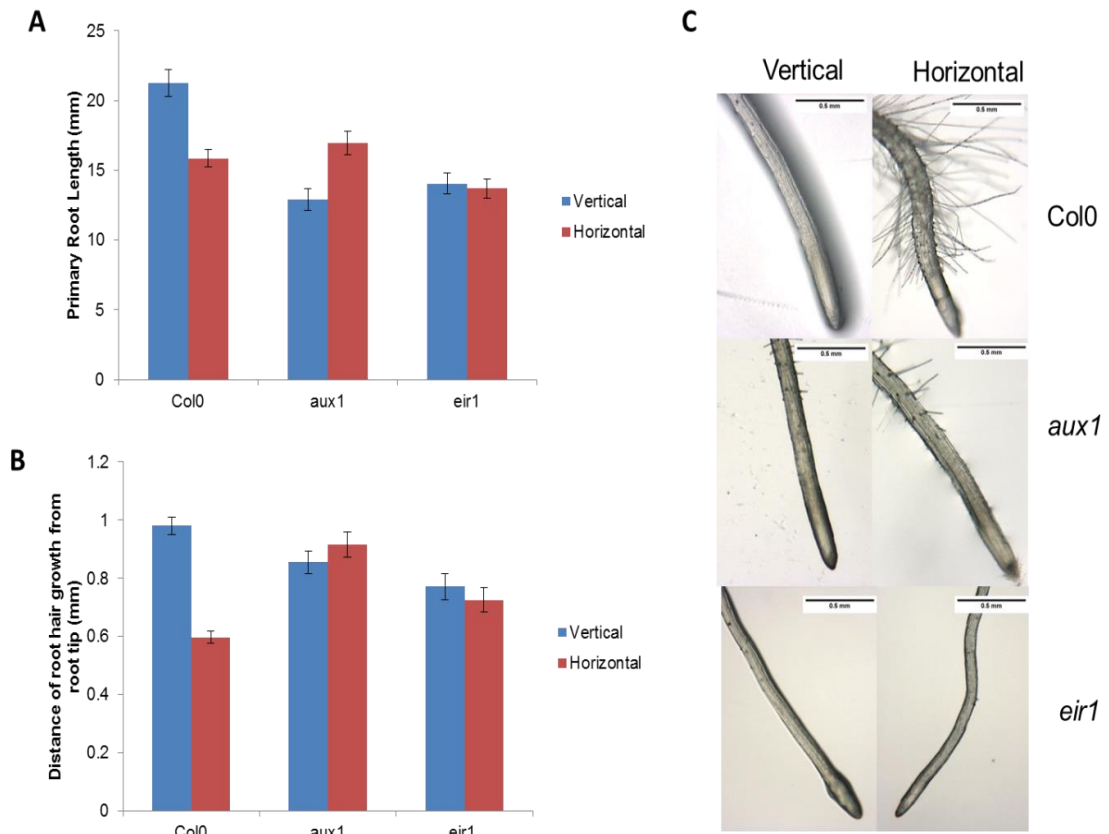 A
Primary Root Length (mm)
25
20
15
10
5
0
Col0 aux1 eir1
Vertical
Horizontal
B
Distance of root hair growth from
root tip (mm)
1.2
1
0.8
0.6
0.4
0.2
0
Col0 aux1 eir1
Vertical
Horizontal
C
Vertical Horizontal
0.5 mm 0.5 mm
Col0
0.5 mm 0.5 mm
aux1
0.5 mm 0.5 mm
eir1